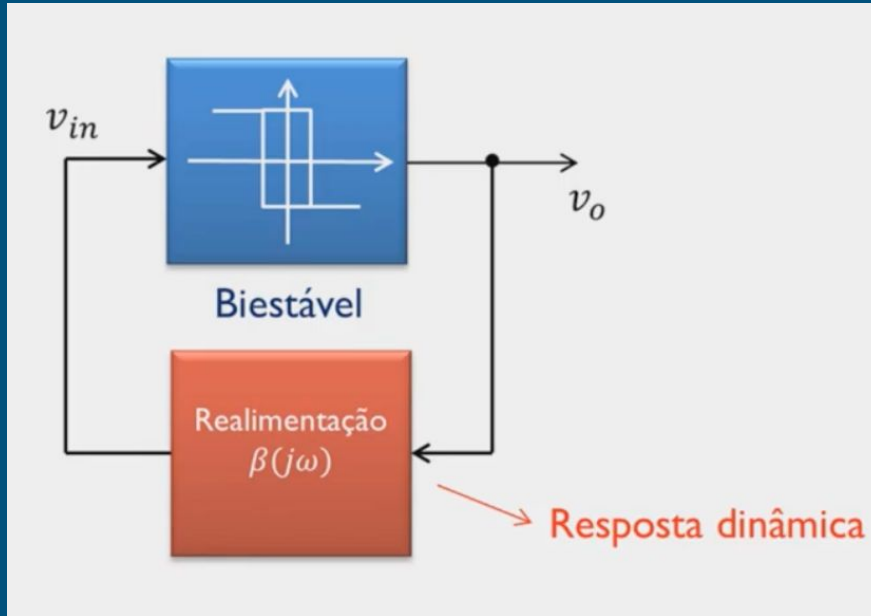 v_in
v_o
Biestável
Realimentação
β(jω)
Resposta dinâmica